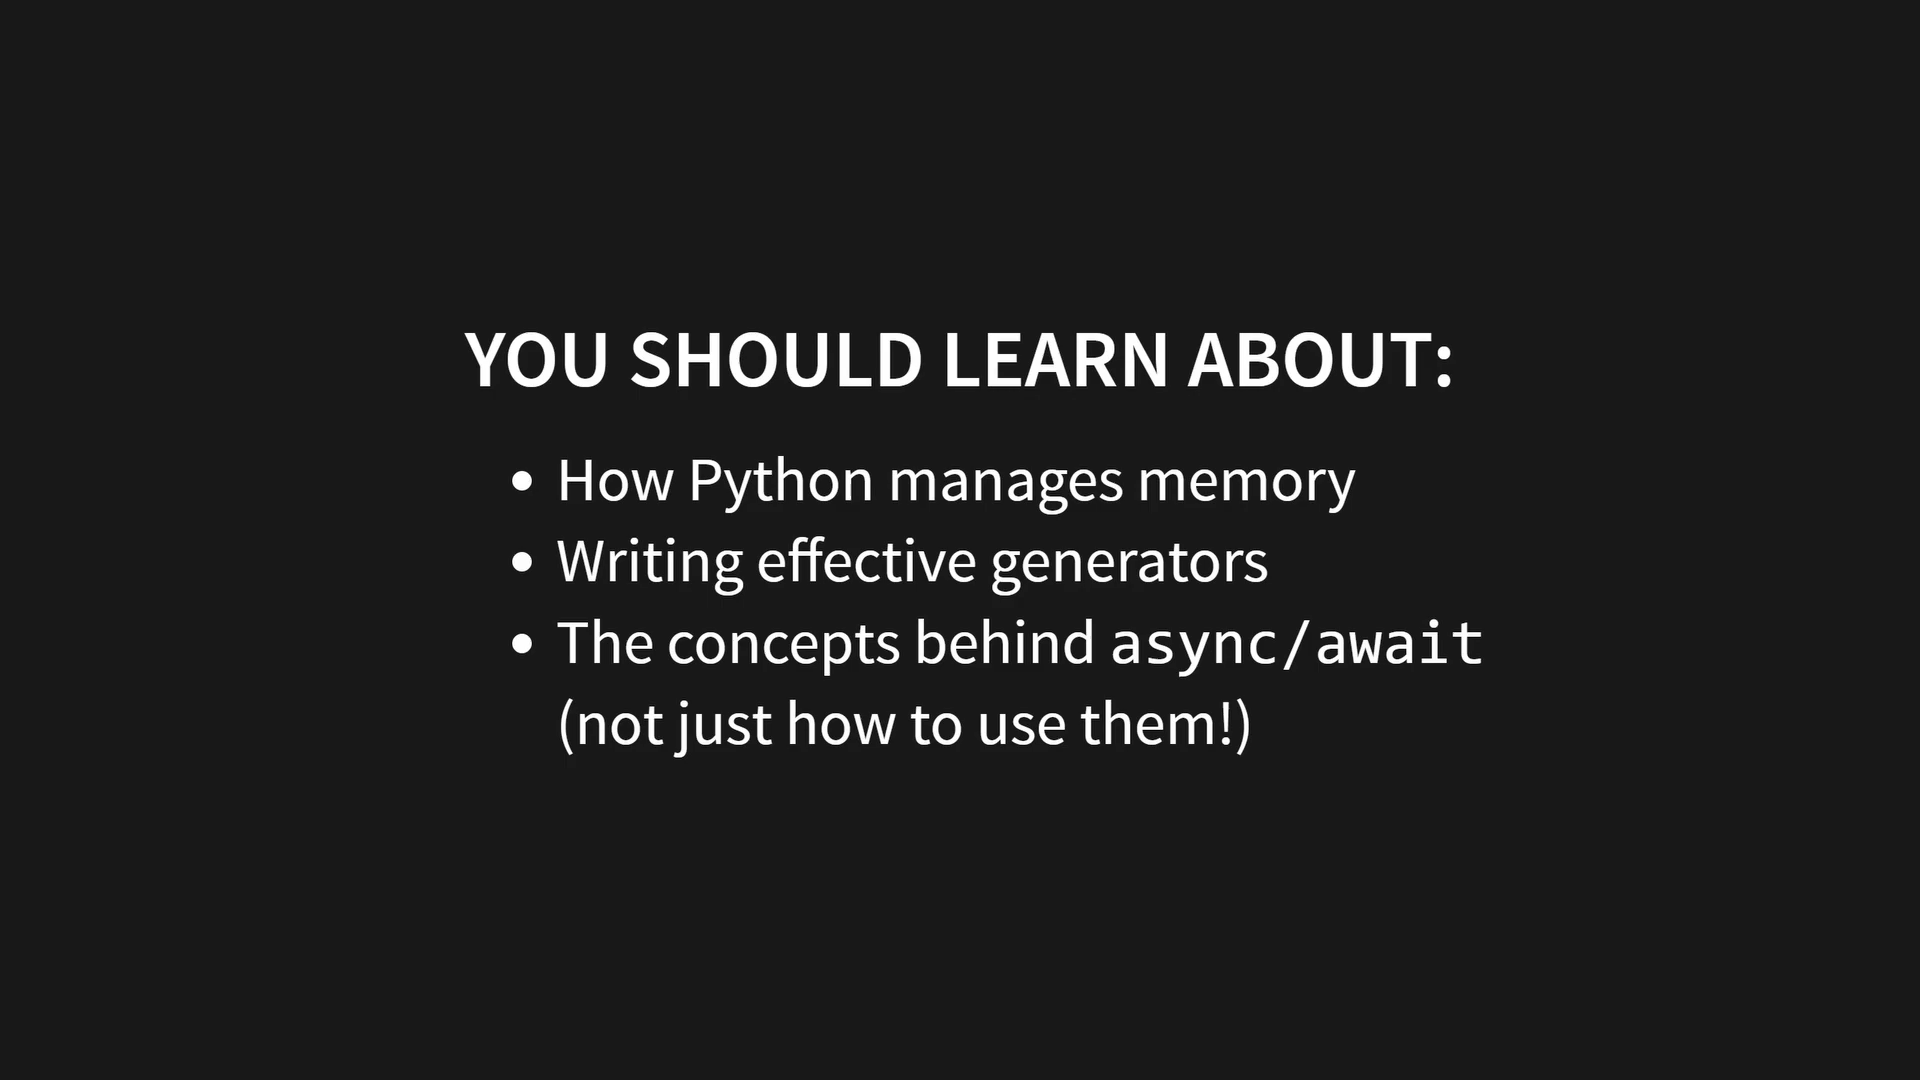 YOU SHOULD LEARN ABOUT:
• How Python manages memory
• Writing effective generators
• The concepts behind async/await
(not just how to use them!)